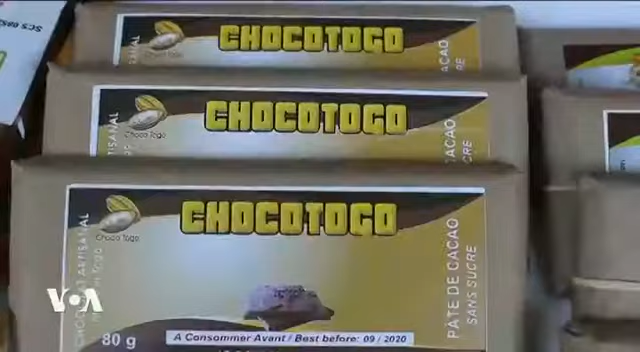 SCS
CHOCOTOGO
CACAO
CHOCOTOGO
Choco Togo
CACAO
CHOCOTOGO
Choco Togo
CHOCOLAT ARTISANAL
PÂTE DE CACAO
SANS SUCRE
VOA
80 g
A Consommer Avant / Best before: 09 / 2020